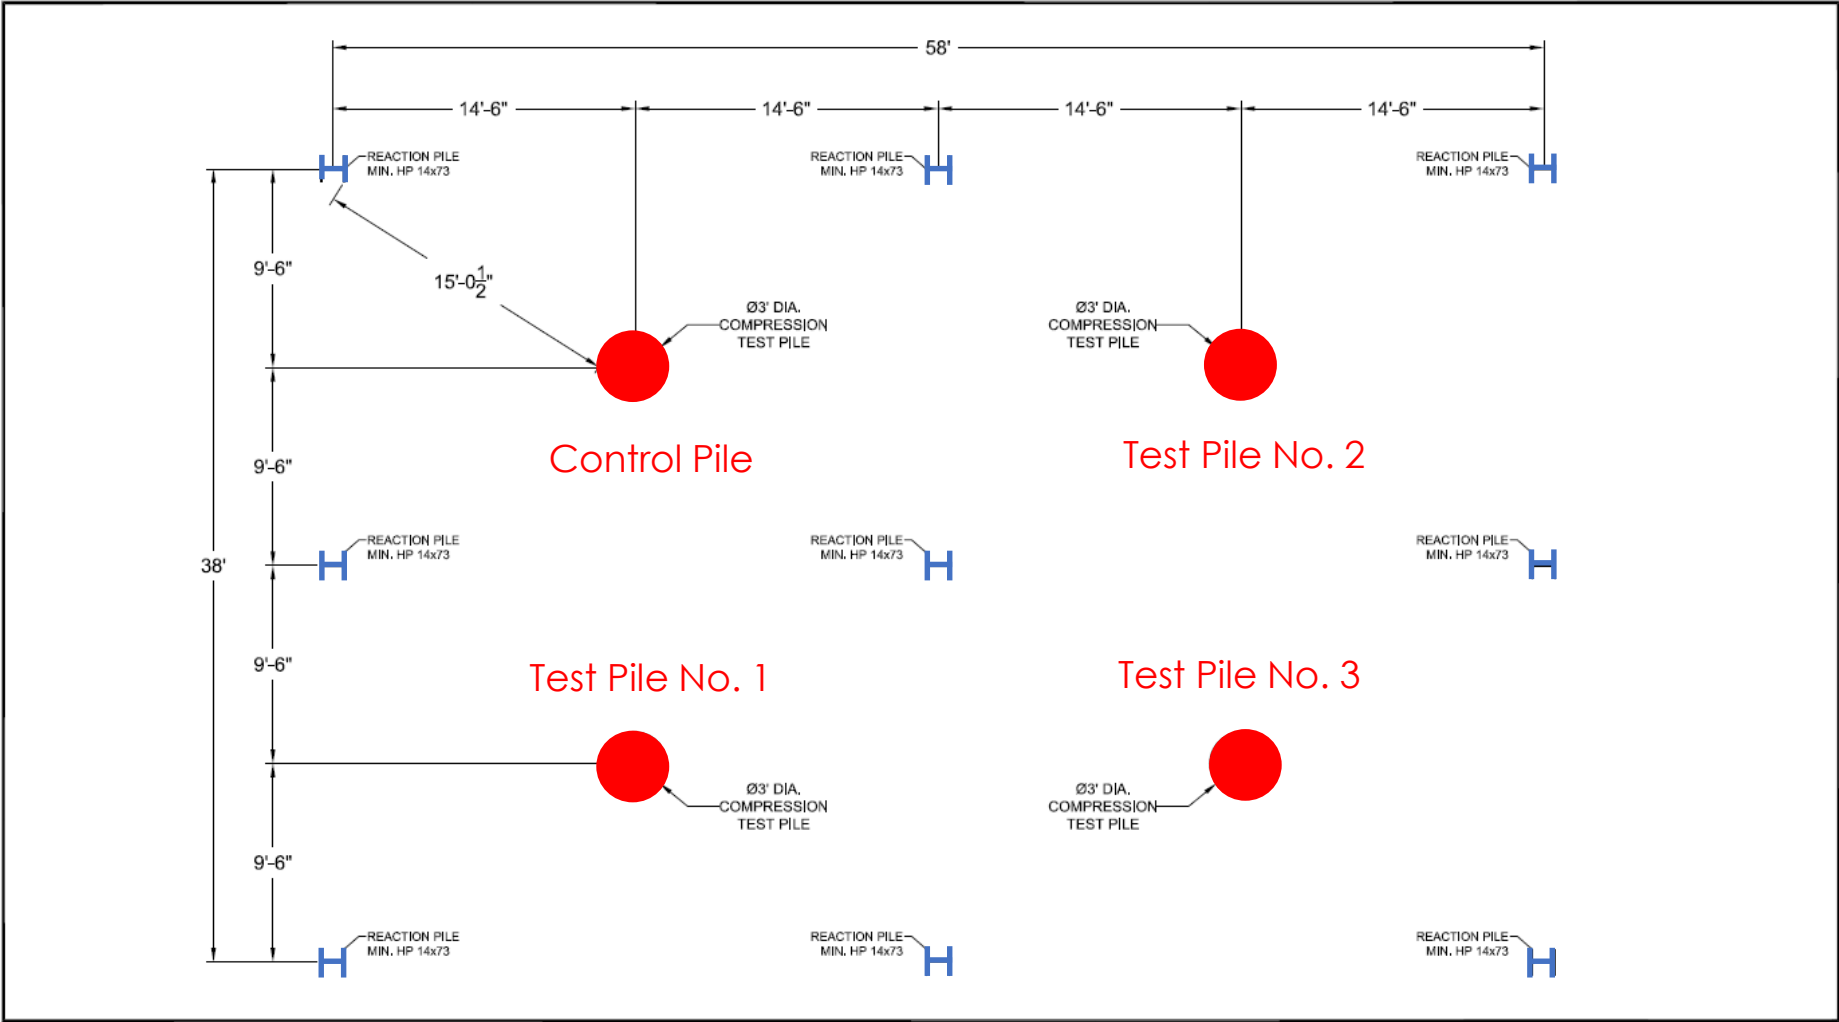 58'
14'-6"
14'-6"
14'-6"
14'-6"
REACTION PILE
MIN. HP 14x73
REACTION PILE
MIN. HP 14x73
REACTION PILE
MIN. HP 14x73
9'-6"
15'-0 1/2"
Ø3' DIA.
COMPRESSION
TEST PILE
Ø3' DIA.
COMPRESSION
TEST PILE
Control Pile
Test Pile No. 2
9'-6"
REACTION PILE
MIN. HP 14x73
REACTION PILE
MIN. HP 14x73
REACTION PILE
MIN. HP 14x73
38'
9'-6"
Test Pile No. 1
Test Pile No. 3
Ø3' DIA.
COMPRESSION
TEST PILE
Ø3' DIA.
COMPRESSION
TEST PILE
9'-6"
REACTION PILE
MIN. HP 14x73
REACTION PILE
MIN. HP 14x73
REACTION PILE
MIN. HP 14x73